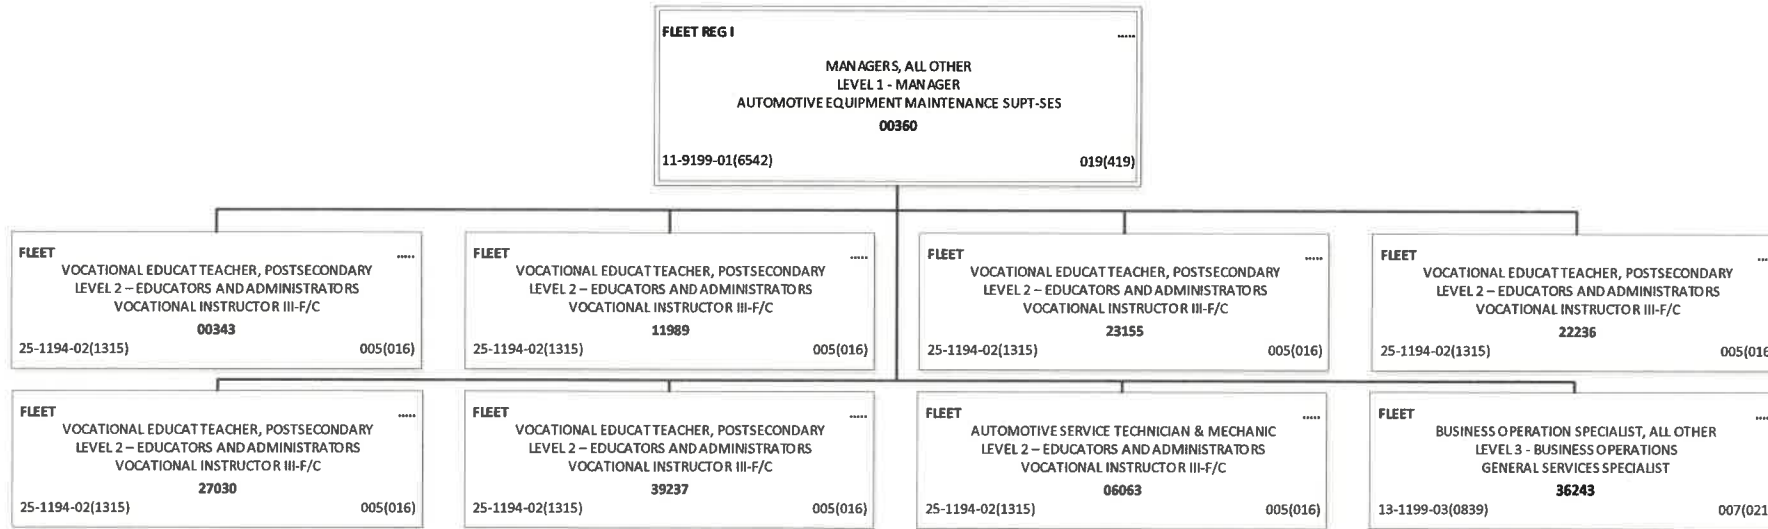 FLEET REG I .....
MANAGERS, ALL OTHER
LEVEL 1 - MANAGER
AUTOMOTIVE EQUIPMENT MAINTENANCE SUPT-SES
00360
11-9199-01(6542) 019(419)
FLEET .....
VOCATIONAL EDUCAT TEACHER, POSTSECONDARY
LEVEL 2 – EDUCATORS AND ADMINISTRATORS
VOCATIONAL INSTRUCTOR III-F/C
00343
25-1194-02(1315) 005(016)
FLEET .....
VOCATIONAL EDUCAT TEACHER, POSTSECONDARY
LEVEL 2 – EDUCATORS AND ADMINISTRATORS
VOCATIONAL INSTRUCTOR III-F/C
11989
25-1194-02(1315) 005(016)
FLEET .....
VOCATIONAL EDUCAT TEACHER, POSTSECONDARY
LEVEL 2 – EDUCATORS AND ADMINISTRATORS
VOCATIONAL INSTRUCTOR III-F/C
23155
25-1194-02(1315) 005(016)
FLEET ....
VOCATIONAL EDUCAT TEACHER, POSTSECONDARY
LEVEL 2 – EDUCATORS AND ADMINISTRATORS
VOCATIONAL INSTRUCTOR III-F/C
22236
25-1194-02(1315) 005(016
FLEET .....
VOCATIONAL EDUCAT TEACHER, POSTSECONDARY
LEVEL 2 – EDUCATORS AND ADMINISTRATORS
VOCATIONAL INSTRUCTOR III-F/C
27030
25-1194-02(1315) 005(016)
FLEET .....
VOCATIONAL EDUCAT TEACHER, POSTSECONDARY
LEVEL 2 – EDUCATORS AND ADMINISTRATORS
VOCATIONAL INSTRUCTOR III-F/C
39237
25-1194-02(1315) 005(016)
FLEET .....
AUTOMOTIVE SERVICE TECHNICIAN & MECHANIC
LEVEL 2 – EDUCATORS AND ADMINISTRATORS
VOCATIONAL INSTRUCTOR III-F/C
06063
25-1194-02(1315) 005(016)
FLEET ....
BUSINESS OPERATION SPECIALIST, ALL OTHER
LEVEL 3 - BUSINESS OPERATIONS
GENERAL SERVICES SPECIALIST
36243
13-1199-03(0839) 007(021